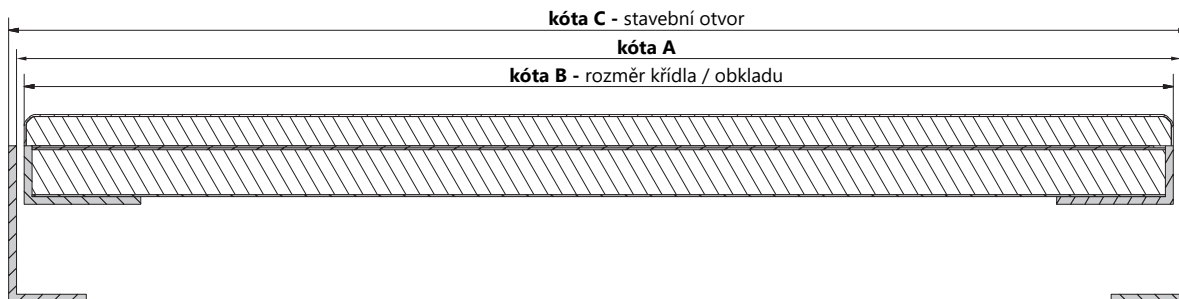 kóta C - stavební otvor
kóta A
kóta B - rozměr křídla / obkladu